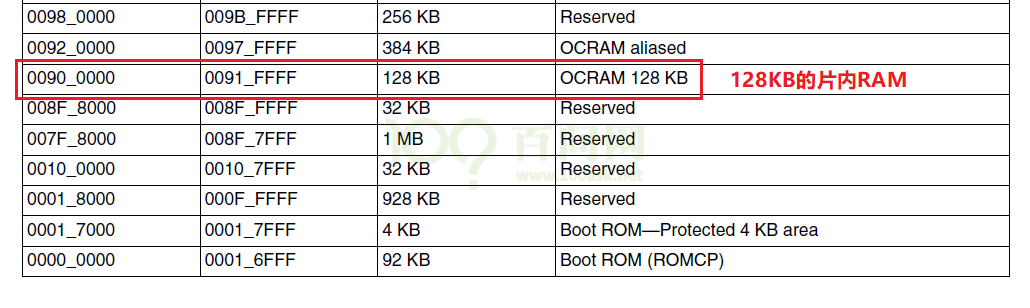 0098_0000 009B_FFFF 256 KB Reserved
0092_0000 0097_FFFF 384 KB OCRAM aliased
0090_0000 0091_FFFF 128 KB OCRAM 128 KB 128KB的片内RAM
008F_8000 008F_FFFF 32 KB Reserved
007F_8000 008F_7FFF 1 MB Reserved
0010_0000 0010_7FFF 32 KB Reserved
0001_8000 000F_FFFF 928 KB Reserved
0001_7000 0001_7FFF 4 KB Boot ROM—Protected 4 KB area
0000_0000 0001_6FFF 92 KB Boot ROM (ROMCP)
百问网